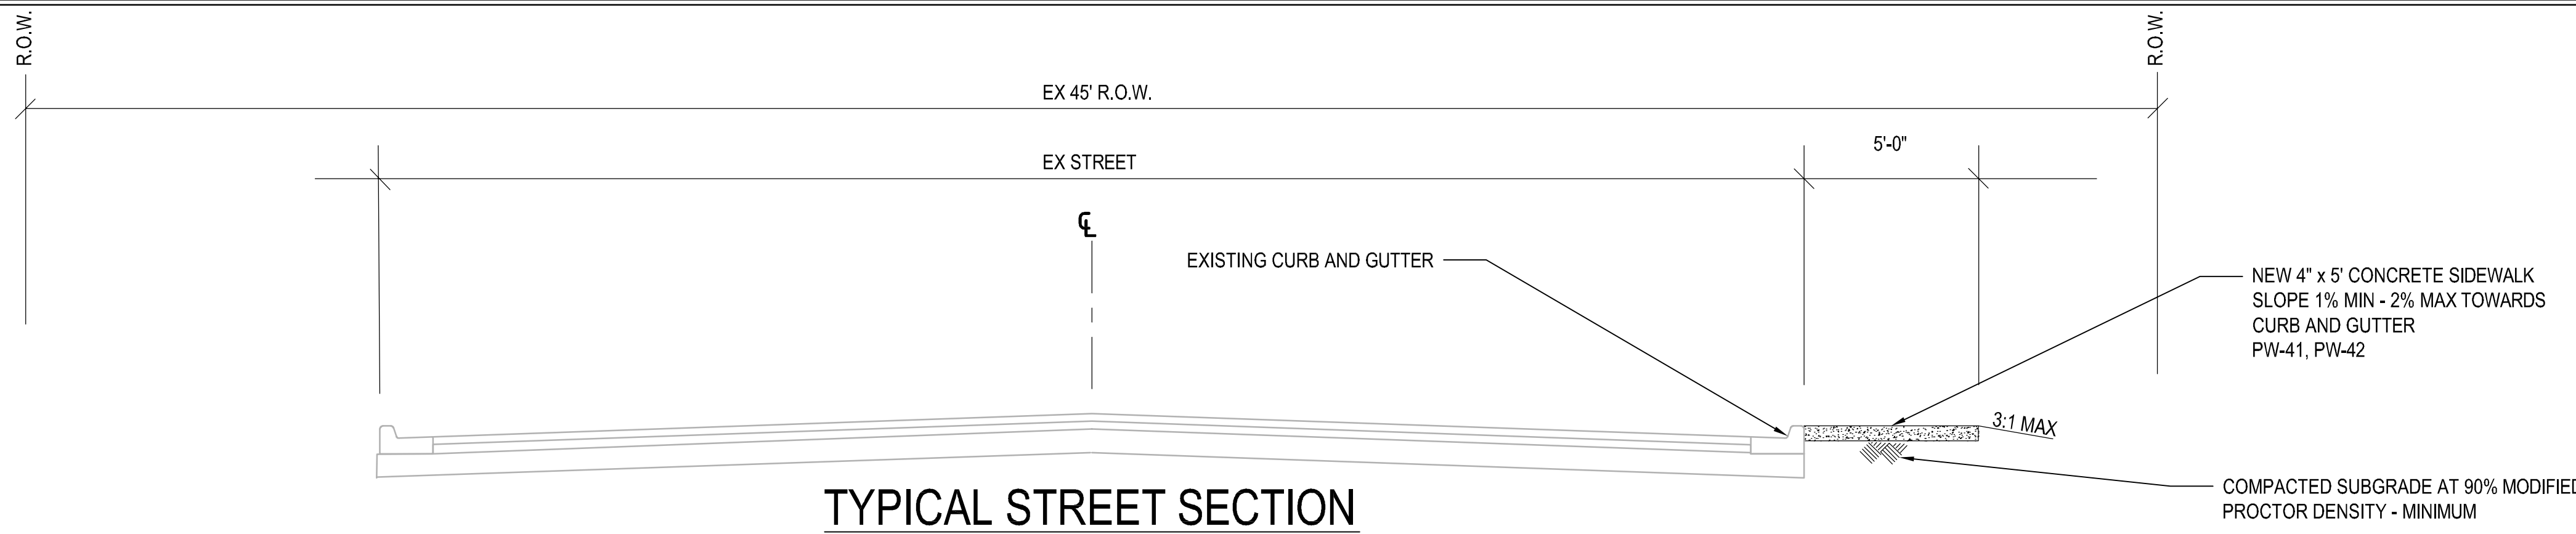 R.O.W.
R.O.W.
EX 45' R.O.W.
5'-0"
EX STREET
℄
EXISTING CURB AND GUTTER
NEW 4" x 5' CONCRETE SIDEWALK
SLOPE 1% MIN - 2% MAX TOWARDS
CURB AND GUTTER
PW-41, PW-42
3:1 MAX
COMPACTED SUBGRADE AT 90% MODIFIED
PROCTOR DENSITY - MINIMUM
TYPICAL STREET SECTION